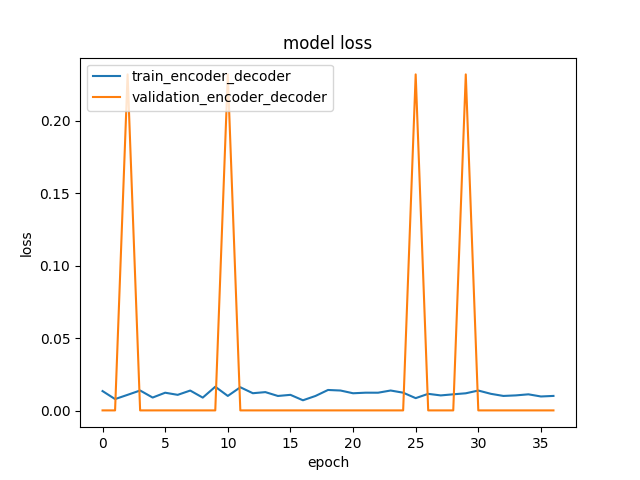 model loss
train_encoder_decoder
validation_encoder_decoder
loss
0.20
0.15
0.10
0.05
0.00
0 5 10 15 20 25 30 35
epoch